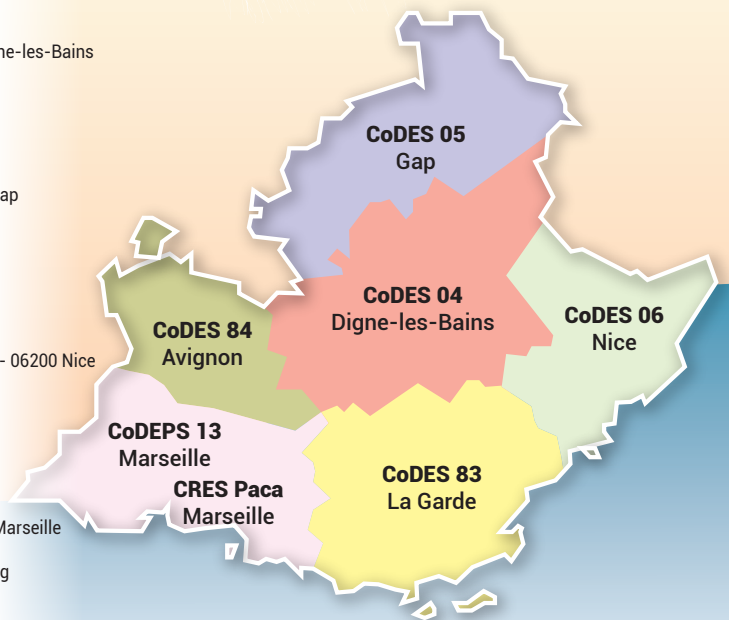 ne-les-Bains
ap
- 06200 Nice
Marseille
g
CoDES 05
Gap
CoDES 04
Digne-les-Bains
CoDES 06
Nice
CoDES 84
Avignon
CoDEPS 13
Marseille
CRES Paca
Marseille
CoDES 83
La Garde